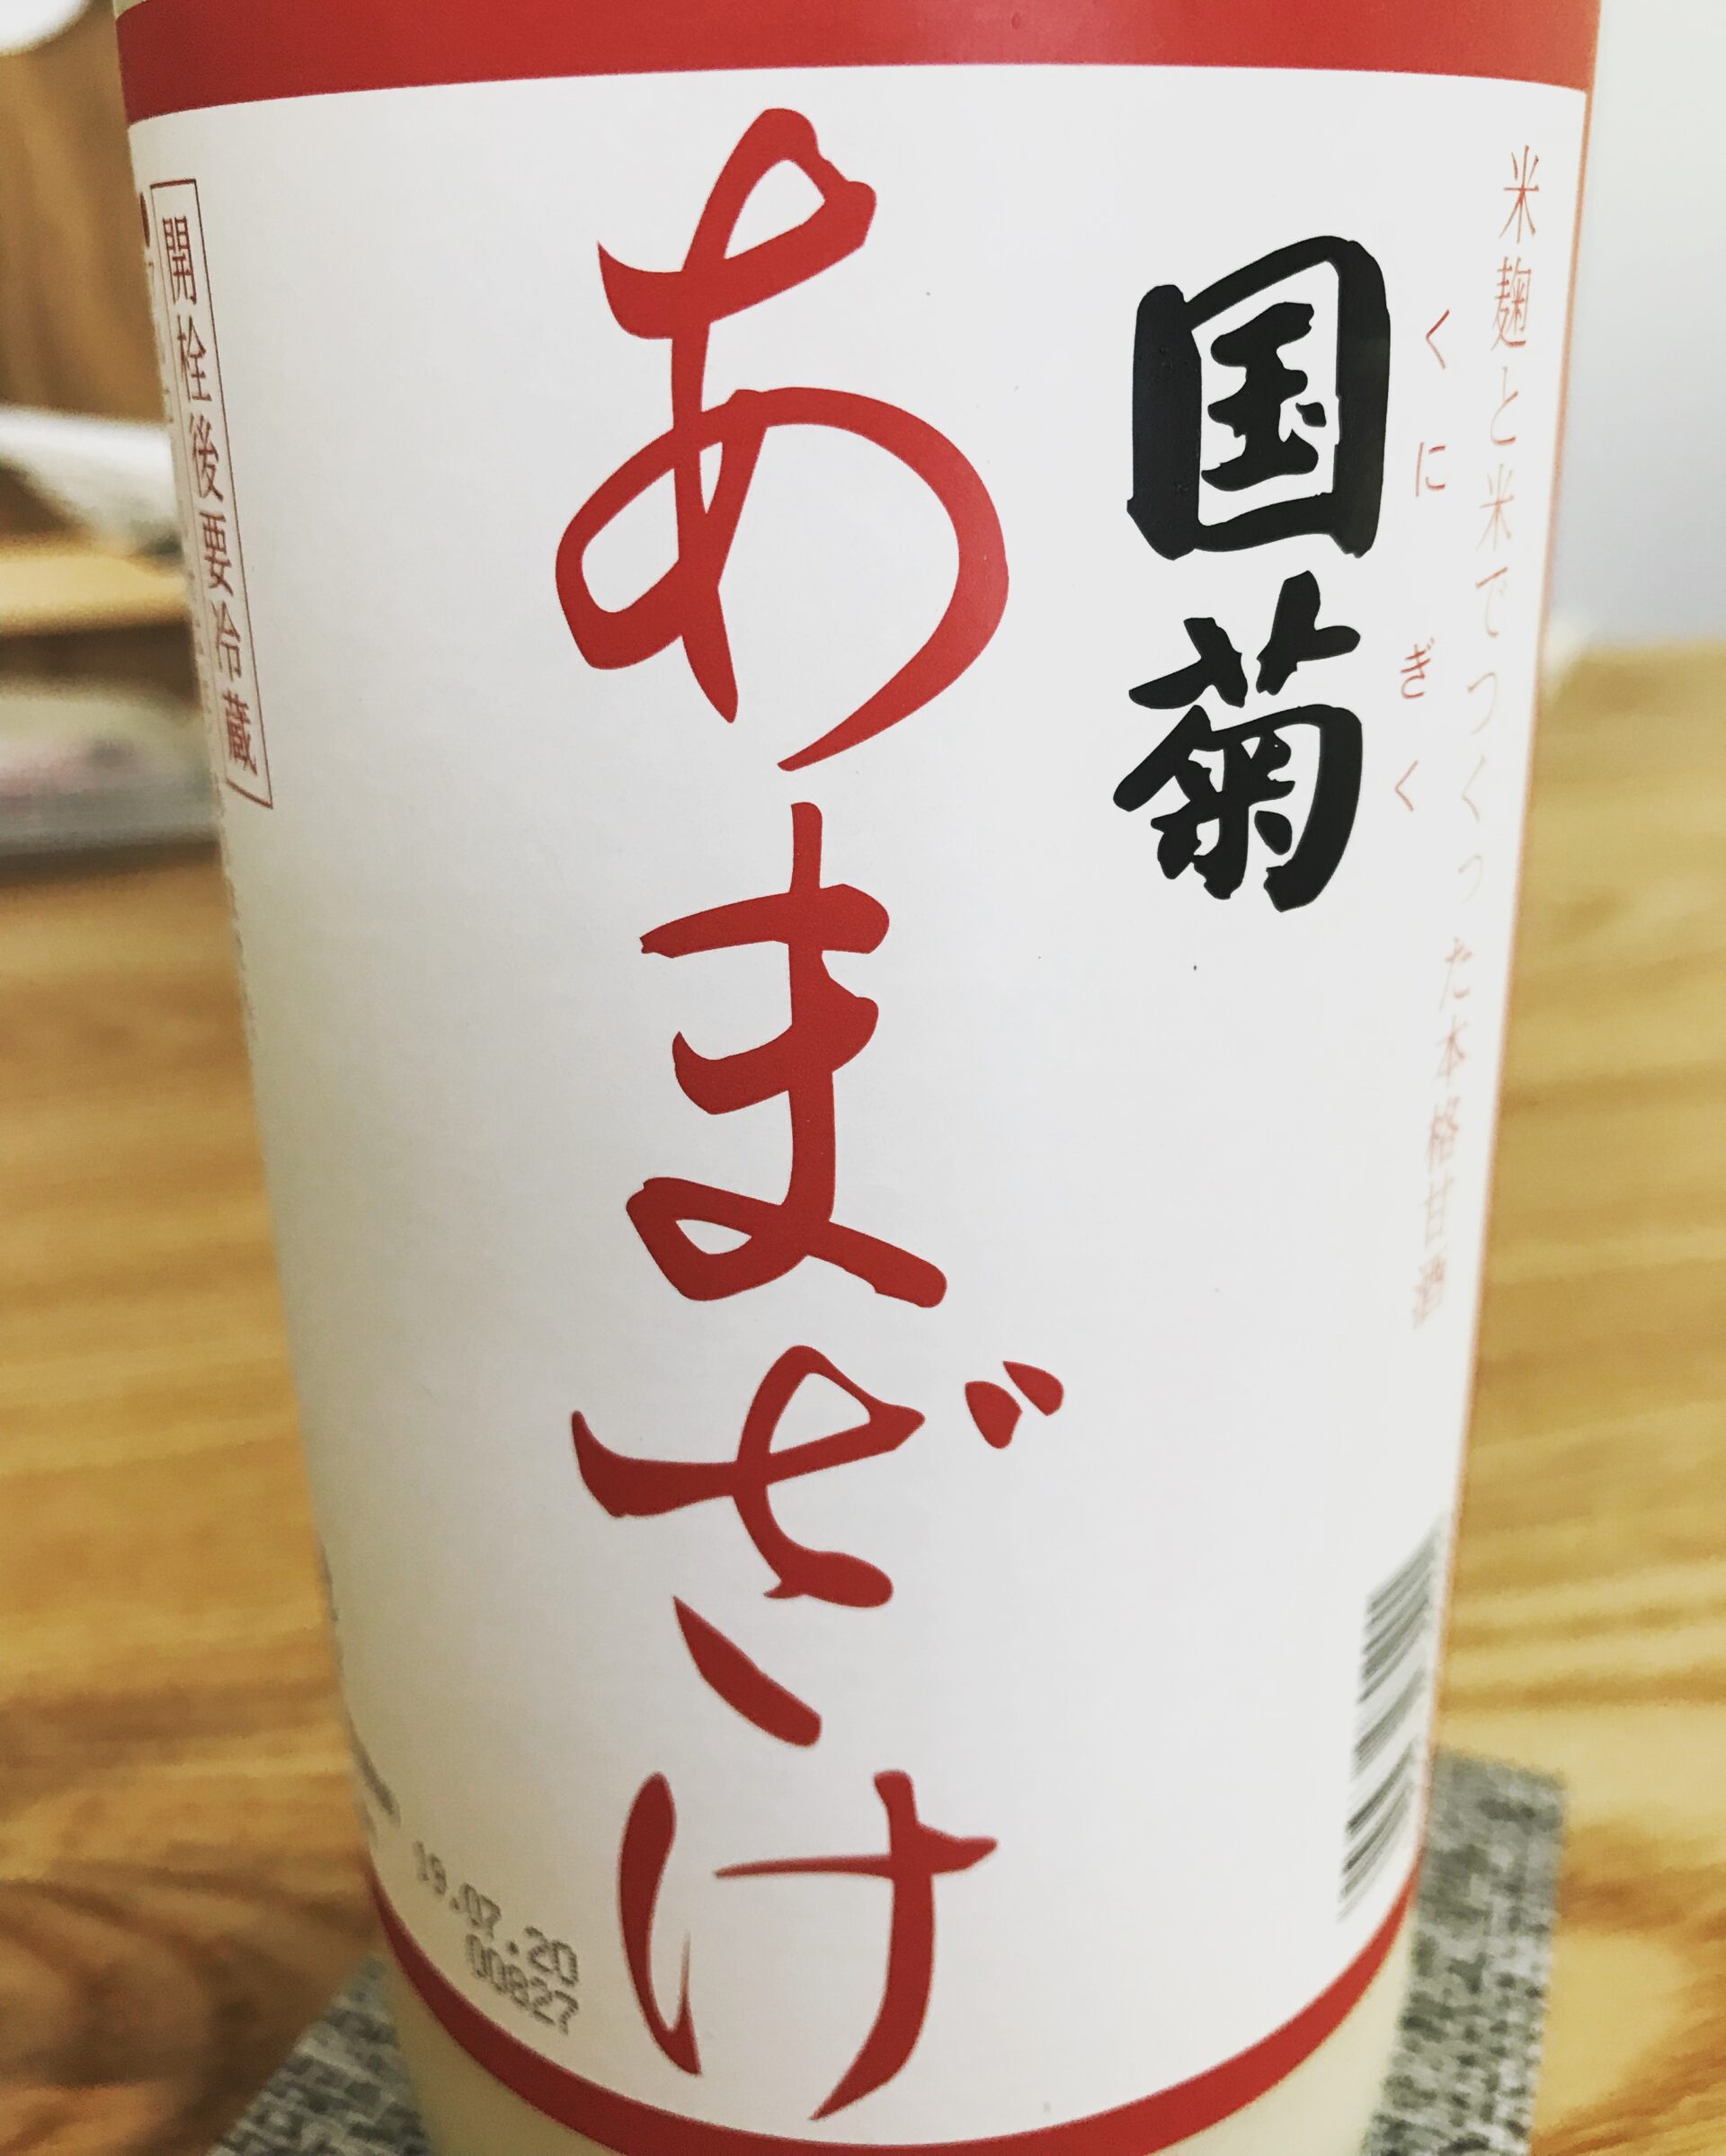 米麹と米でつくった本格甘酒
くにぎく
国菊
あまざけ
開栓後要冷蔵
19.07.20
00827